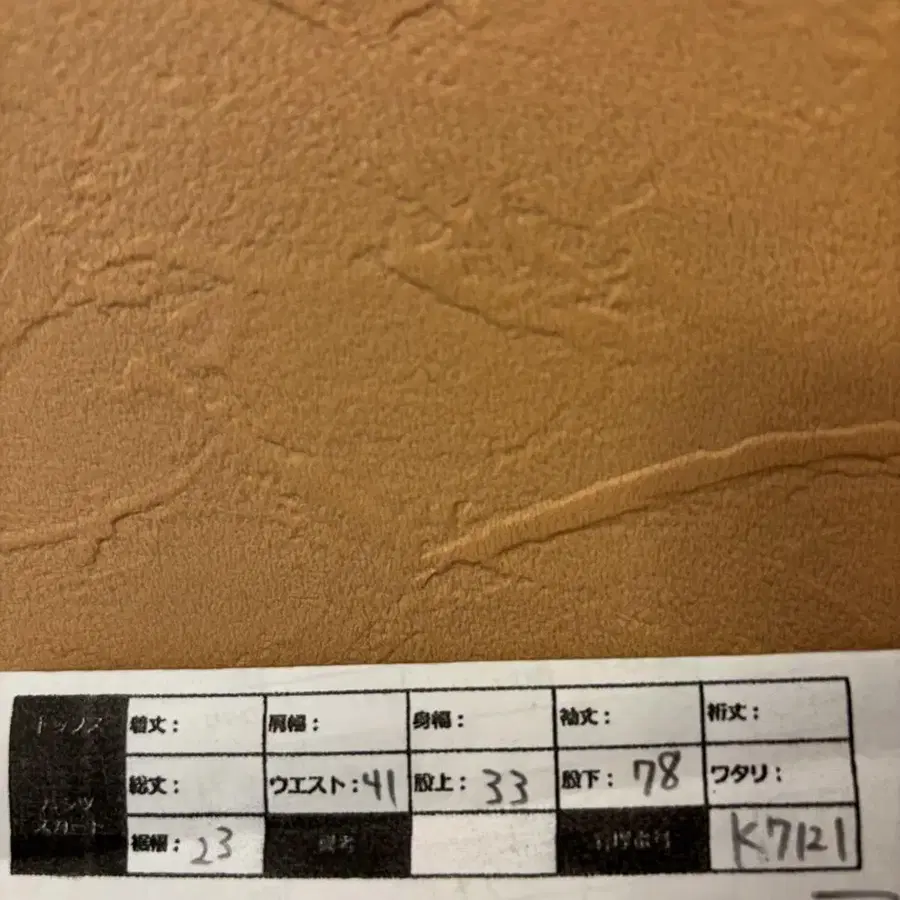 トップス 着丈： 肩幅： 身幅： 袖丈： 裄丈：
パンツ スカート 総丈： ウエスト：41 股上：33 股下：78 ワタリ：
裾幅：23 備考 K7121